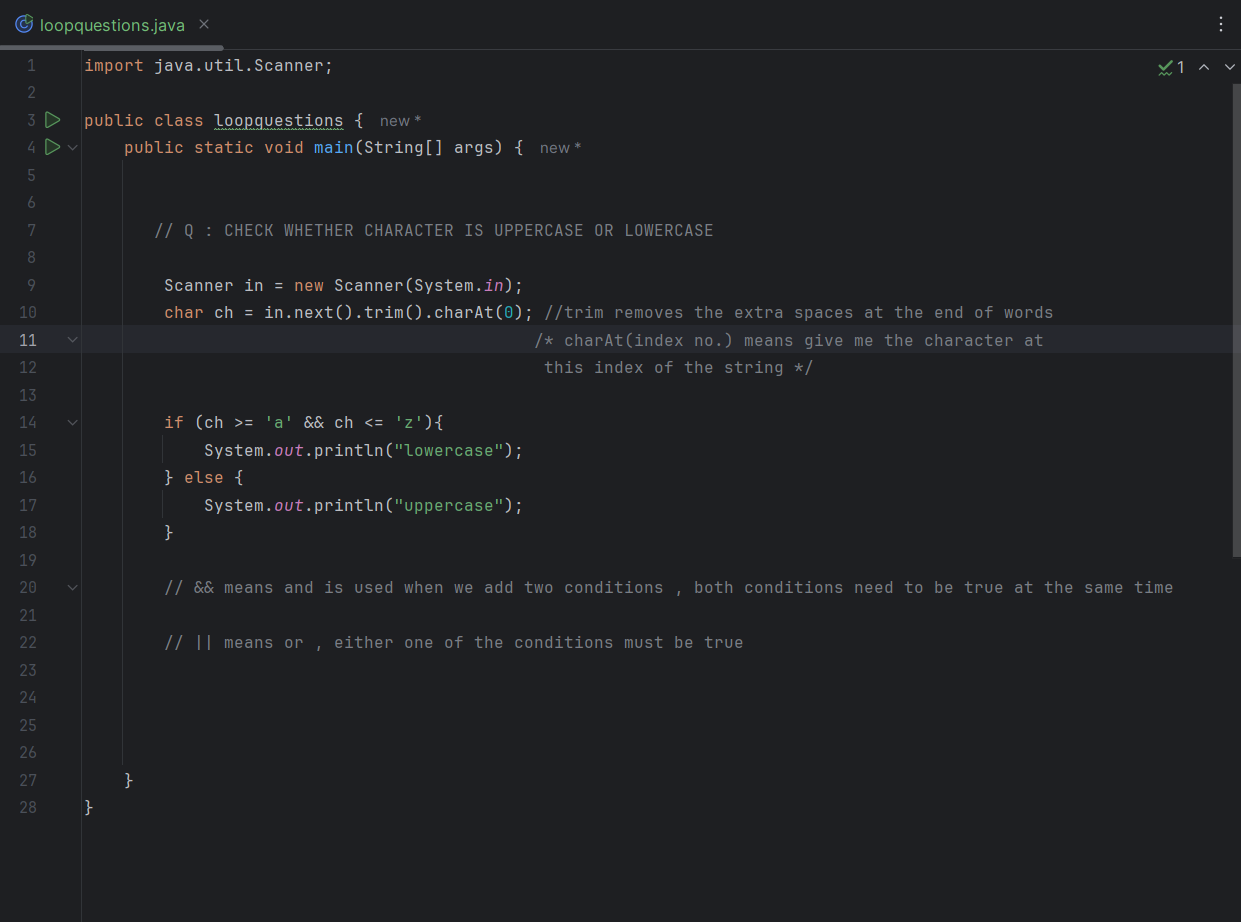 loopquestions.java
1 import java.util.Scanner; 1
2
3 public class loopquestions { new *
4 public static void main(String[] args) { new *
5
6
7 // Q : CHECK WHETHER CHARACTER IS UPPERCASE OR LOWERCASE
8
9 Scanner in = new Scanner(System.in);
10 char ch = in.next().trim().charAt(0); //trim removes the extra spaces at the end of words
11 /* charAt(index no.) means give me the character at
12 this index of the string */
13
14 if (ch >= 'a' && ch <= 'z'){
15 System.out.println("lowercase");
16 } else {
17 System.out.println("uppercase");
18 }
19
20 // && means and is used when we add two conditions , both conditions need to be true at the same time
21
22 // || means or , either one of the conditions must be true
23
24
25
26
27 }
28 }